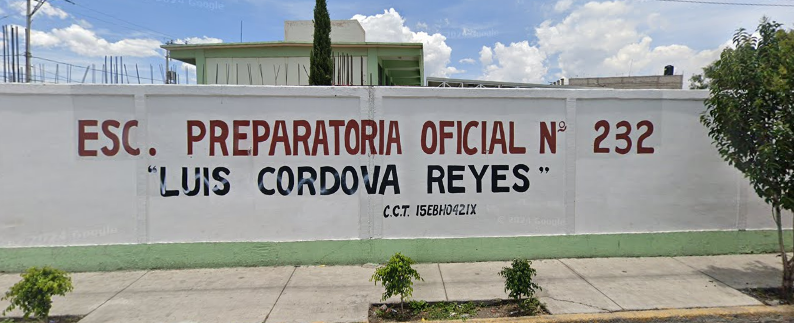 ESC. PREPARATORIA OFICIAL Nº 232
"LUIS CORDOVA REYES"
C.C.T. 15EBH0421X